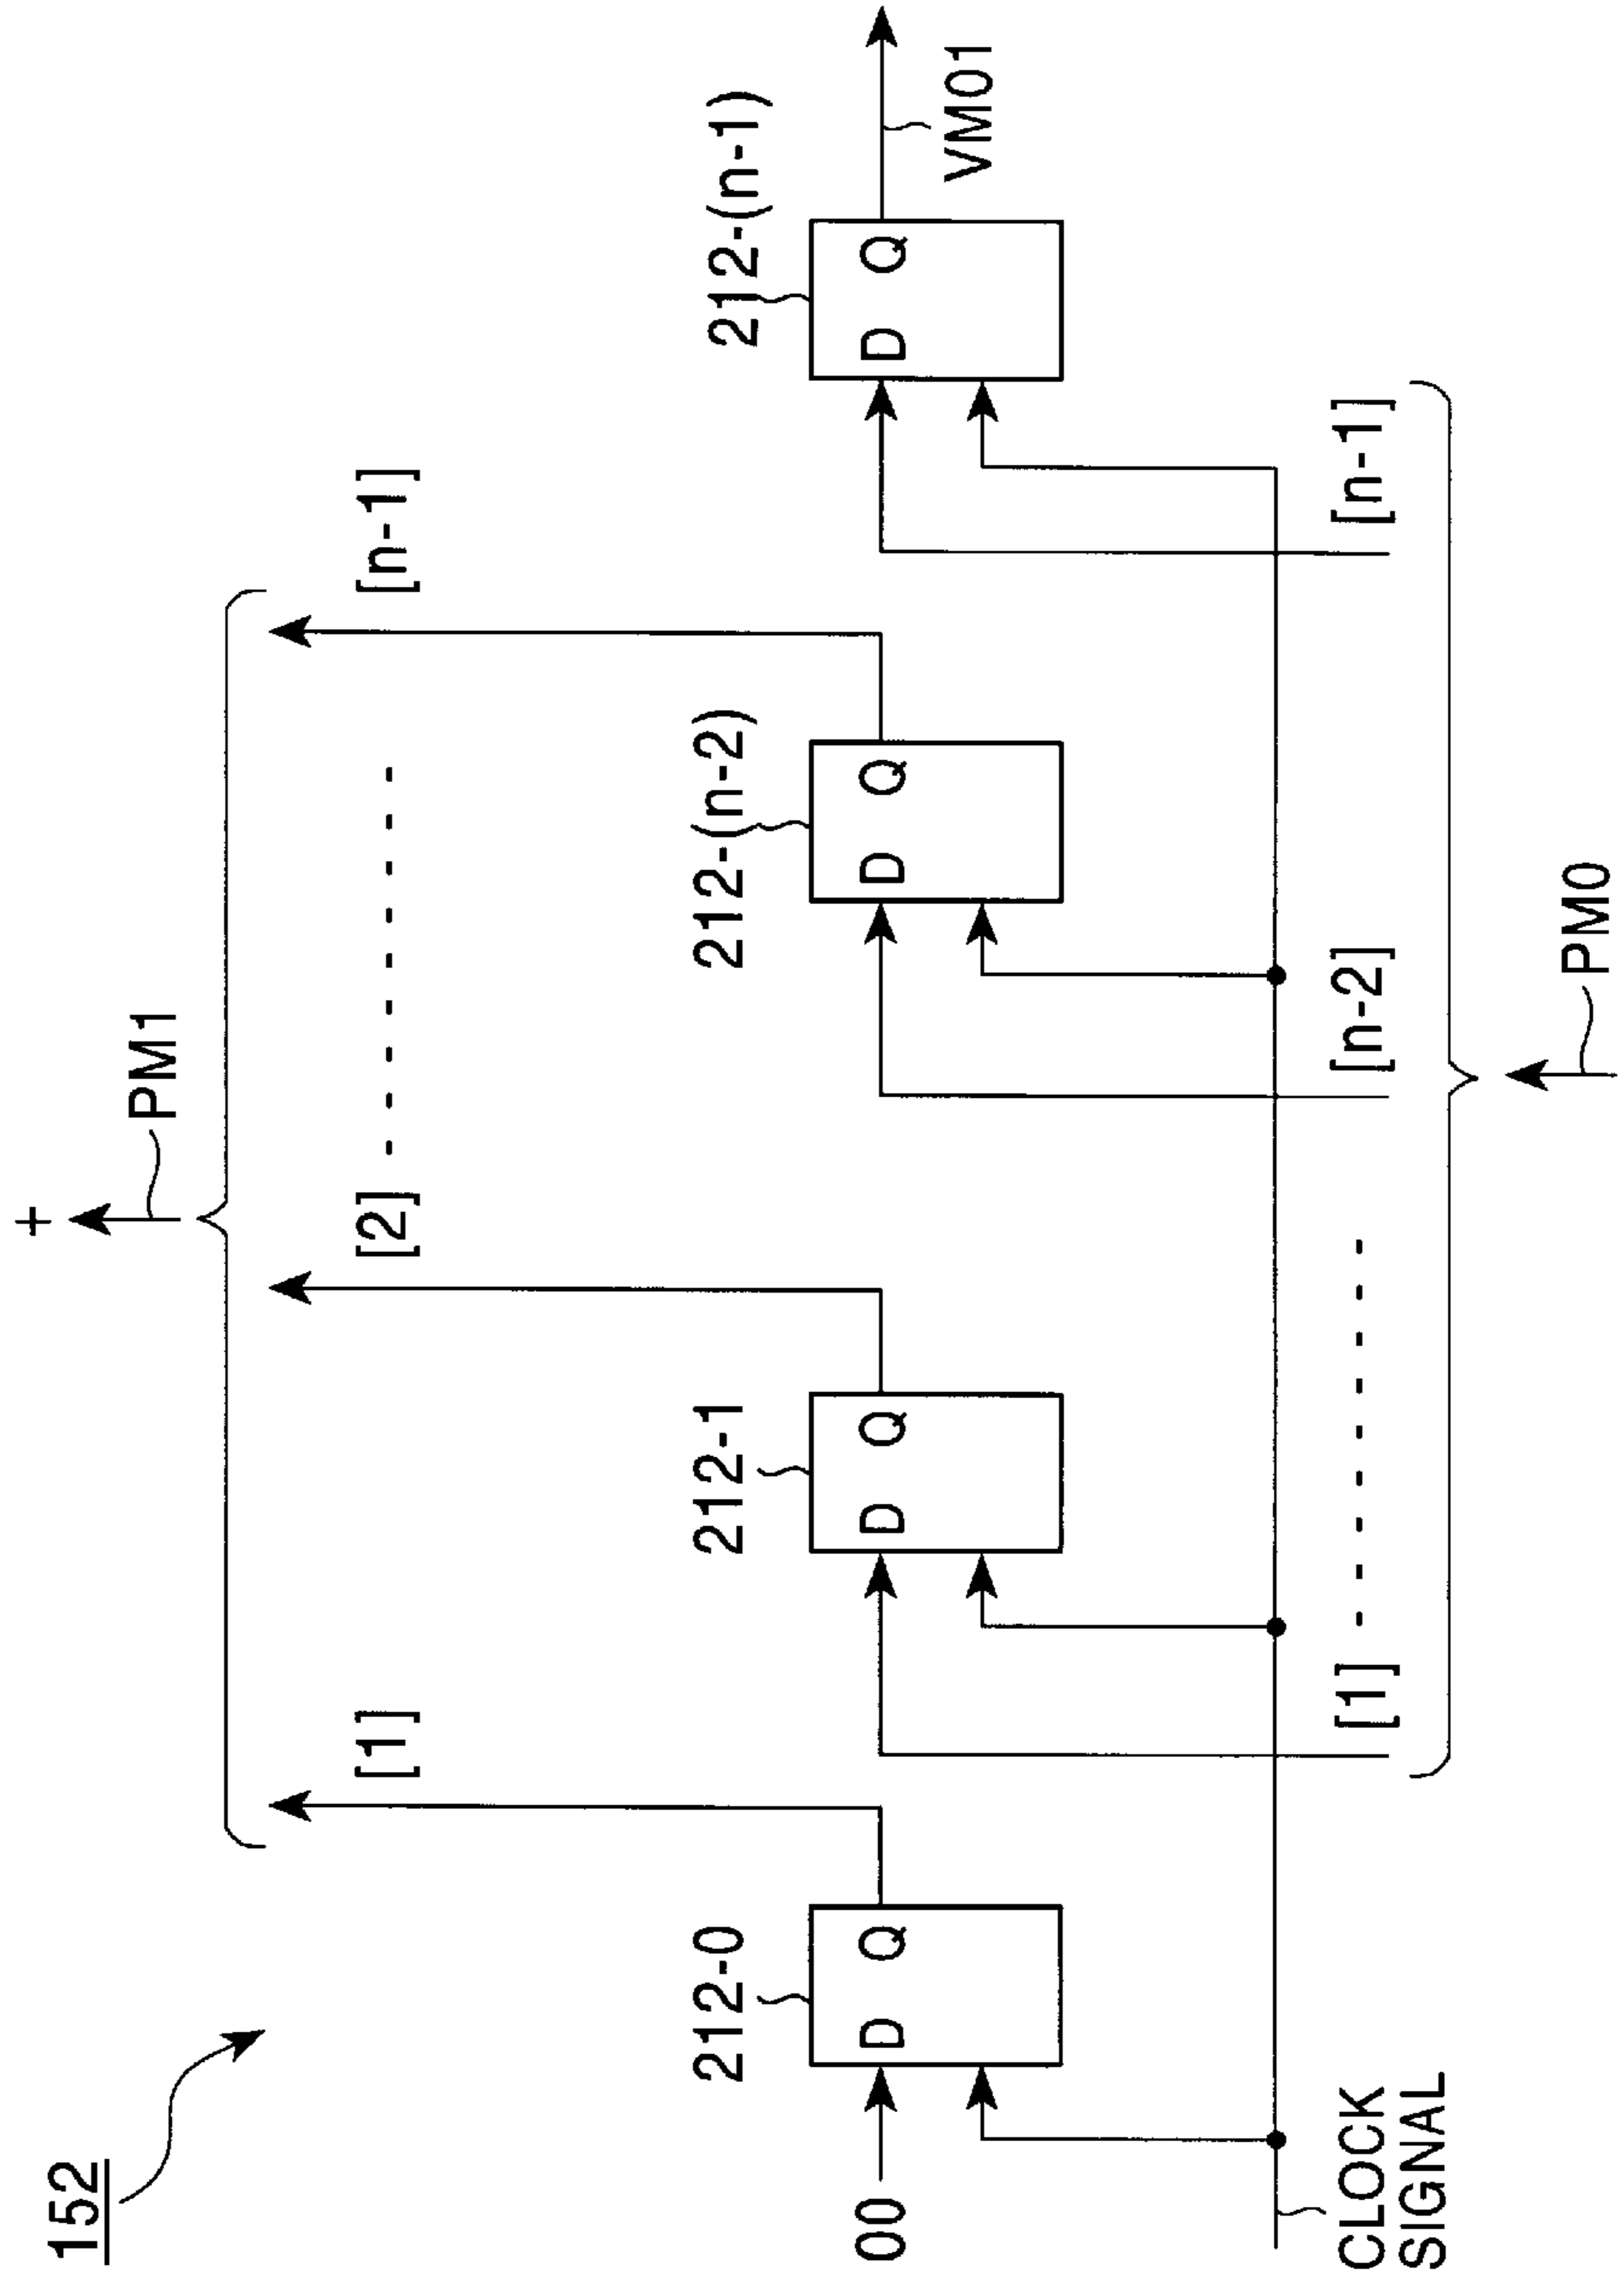 152
+
PM1
[1]
[2]
[n-1]
212-0
212-1
212-(n-2)
212-(n-1)
00
D Q
D Q
D Q
D Q
VM01
CLOCK
SIGNAL
[1]
[n-2]
[n-1]
PM0